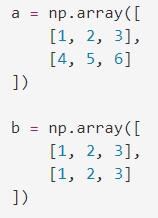 a = np.array([
    [1, 2, 3],
    [4, 5, 6]
])

b = np.array([
    [1, 2, 3],
    [1, 2, 3]
])